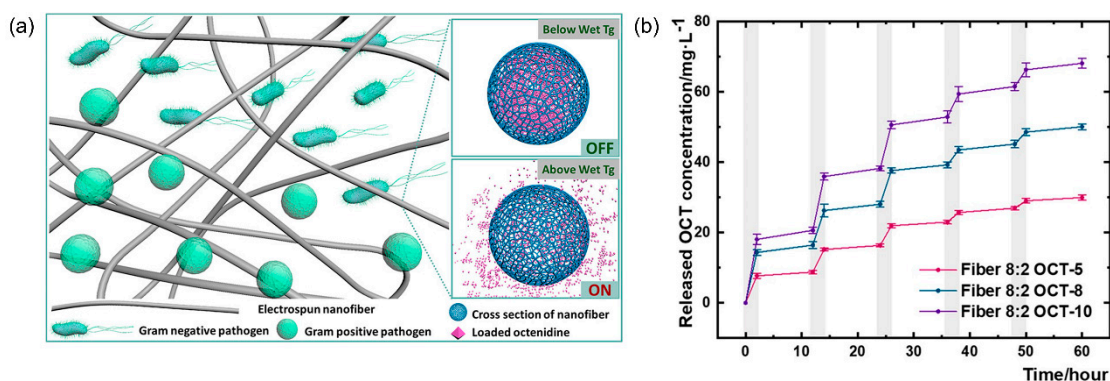 (a)
Below Wet Tg
OFF
Above Wet Tg
ON
Electrospun nanofiber
Gram negative pathogen
Gram positive pathogen
Cross section of nanofiber
Loaded octenidine
(b)
Released OCT concentration/mg·L⁻¹
80
60
40
20
0
Fiber 8:2 OCT-5
Fiber 8:2 OCT-8
Fiber 8:2 OCT-10
0 10 20 30 40 50 60
Time/hour